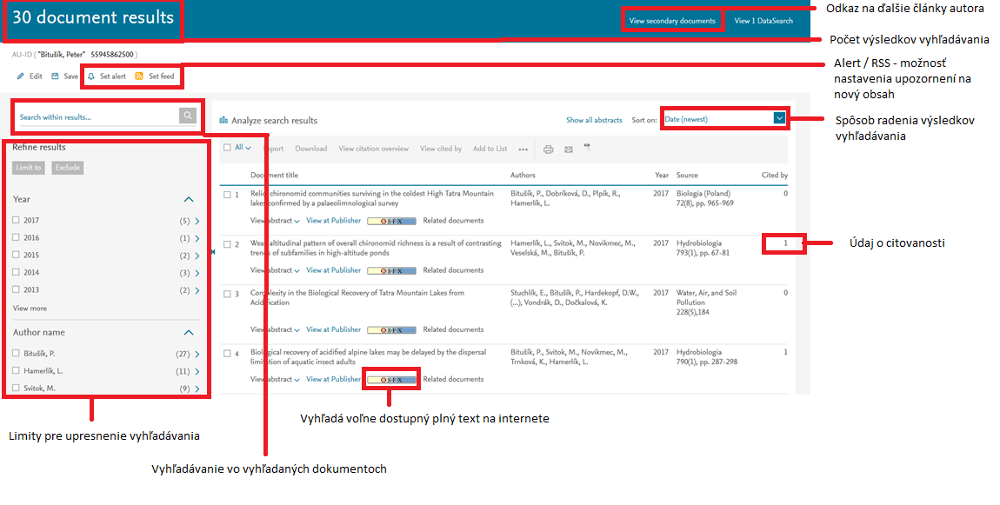 30 document results
View secondary documents
View 1 DataSearch
Odkaz na ďalšie články autora
Počet výsledkov vyhľadávania
AU-ID ( "Bitušík, Peter" 55945862500 )
Edit Save Set alert Set feed
Alert / RSS - možnosť
nastavenia upozornení na
nový obsah
Search within results...
Analyze search results
Show all abstracts Sort on: Date (newest)
Spôsob radenia výsledkov
vyhľadávania
Refine results
Limit to Exclude
Year
2017 (5)
2016 (1)
2015 (2)
2014 (3)
2013 (2)
View more
Author name
Bitušík, P. (27)
Hamerlík, L. (11)
Svitok, M. (9)
All Export Download View citation overview View cited by Add to List •••
Document title Authors Year Source Cited by
1 Relic chironomid communities surviving in the coldest High Tatra Mountain
lakes confirmed by a palaeolimnological survey
Bitušík, P., Dobríková, D., Plpík, R.,
Hamerlík, L.
2017
Biologia (Poland)
72(8), pp. 965-969
0
View abstract View at Publisher S·F·X Related documents
2 Weak altitudinal pattern of overall chironomid richness is a result of contrasting
trends of subfamilies in high-altitude ponds
Hamerlík, L., Svitok, M., Novikmec, M.,
Veselská, M., Bitušík, P.
2017
Hydrobiologia
793(1), pp. 67-81
1
Údaj o citovanosti
View abstract View at Publisher S·F·X Related documents
3 Complexity in the Biological Recovery of Tatra Mountain Lakes from
Acidification
Stuchlík, E., Bitušík, P., Hardekopf, D.W.,
(...), Vondrák, D., Dočkalová, K.
2017
Water, Air, and Soil
Pollution
228(5),184
0
View abstract View at Publisher S·F·X Related documents
4 Biological recovery of acidified alpine lakes may be delayed by the dispersal
limitation of aquatic insect adults
Bitušík, P., Svitok, M., Novikmec, M.,
Trnková, K., Hamerlík, L.
2017
Hydrobiologia
790(1), pp. 287-298
1
View abstract View at Publisher S·F·X Related documents
Vyhľadá voľne dostupný plný text na internete
Limity pre upresnenie vyhľadávania
Vyhľadávanie vo vyhľadaných dokumentoch